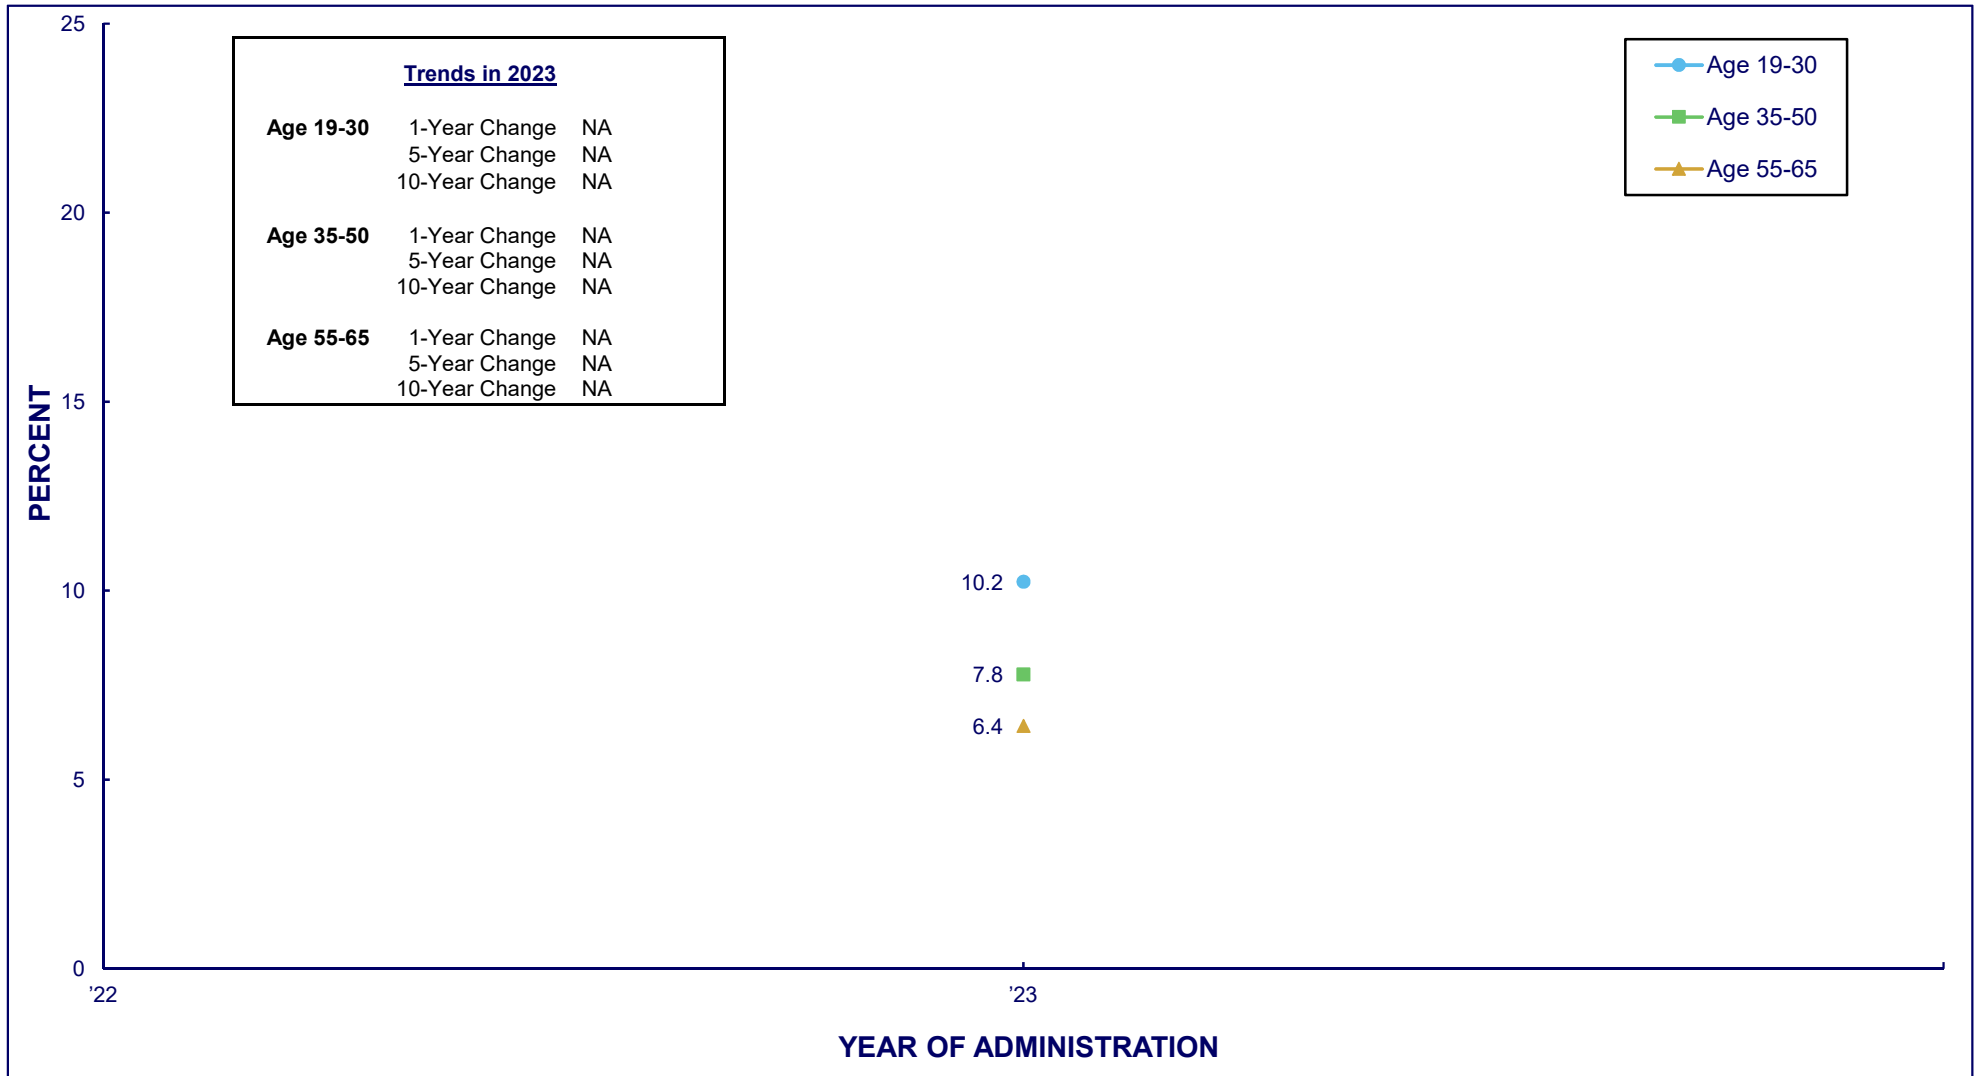 25
20
15
10
5
0
PERCENT
Trends in 2023
Age 19-30 1-Year Change NA
5-Year Change NA
10-Year Change NA
Age 35-50 1-Year Change NA
5-Year Change NA
10-Year Change NA
Age 55-65 1-Year Change NA
5-Year Change NA
10-Year Change NA
Age 19-30
Age 35-50
Age 55-65
10.2
7.8
6.4
’22 ’23
YEAR OF ADMINISTRATION